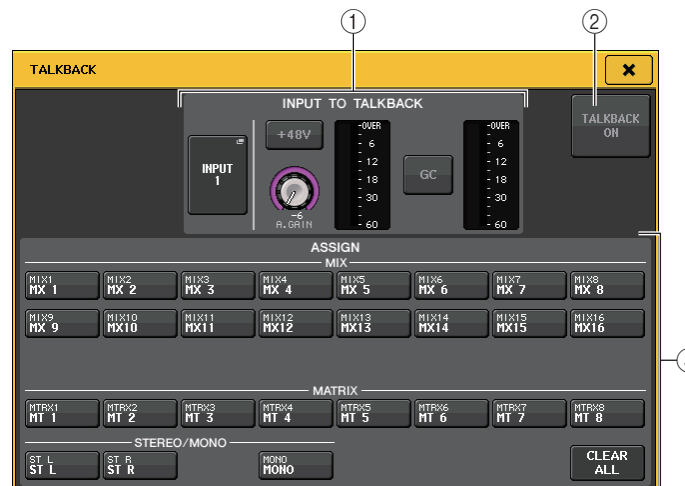 ① ②
TALKBACK ×
INPUT TO TALKBACK
TALKBACK
ON
+48V
INPUT
1
-6
A.GAIN
-OVER
- 6
- 12
- 18
- 30
- 60
GC
-OVER
- 6
- 12
- 18
- 30
- 60
ASSIGN
MIX
MIX1 MIX2 MIX3 MIX4 MIX5 MIX6 MIX7 MIX8
MX 1 MX 2 MX 3 MX 4 MX 5 MX 6 MX 7 MX 8
MIX9 MIX10 MIX11 MIX12 MIX13 MIX14 MIX15 MIX16
MX 9 MX10 MX11 MX12 MX13 MX14 MX15 MX16
MATRIX
MTRX1 MTRX2 MTRX3 MTRX4 MTRX5 MTRX6 MTRX7 MTRX8
MT 1 MT 2 MT 3 MT 4 MT 5 MT 6 MT 7 MT 8
STEREO/MONO
ST L ST R MONO
ST L ST R MONO
CLEAR
ALL